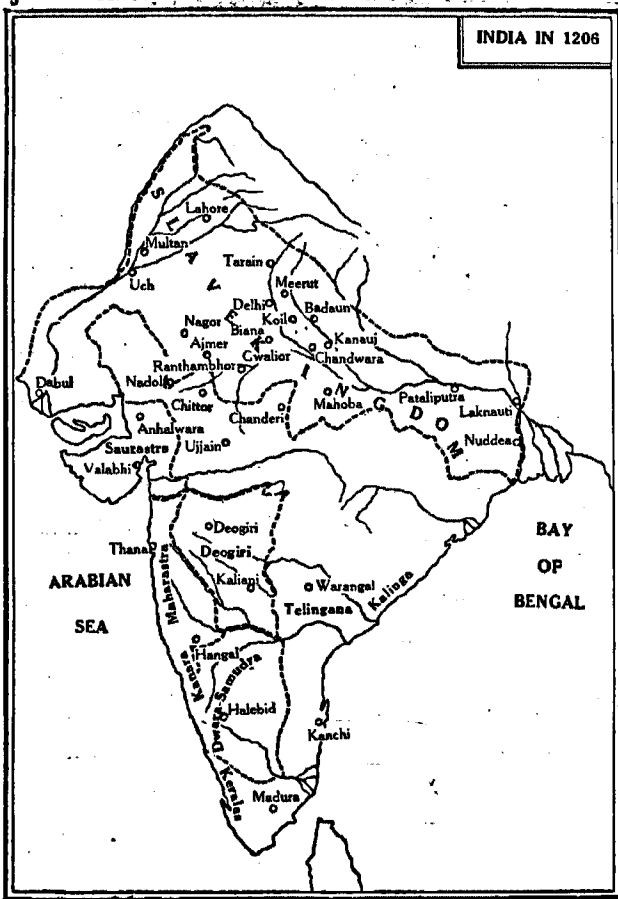 INDIA IN 1206
SLAVE KINGDOM
Lahore
Multan
Uch
Tarain
Meerut
Delhi
Koil
Badaun
Nagor
Biana
Kanauj
Ajmer
Gwalior
Chandwara
Ranthambhor
Dabul
Nadol
Chittor
Chanderi
Mahoba
Pataliputra
Laknauti
Anhalwara
Nuddea
Saurastra
Ujjain
Valabhi
Deogiri
Thana
Deogiri
Maharastra
Kaliani
Warangal
Telingana
Kalinga
BAY
OF
BENGAL
ARABIAN
SEA
Hangal
Kanara
Dwara-Samudra
Halebid
Kanchi
Keralas
Madura